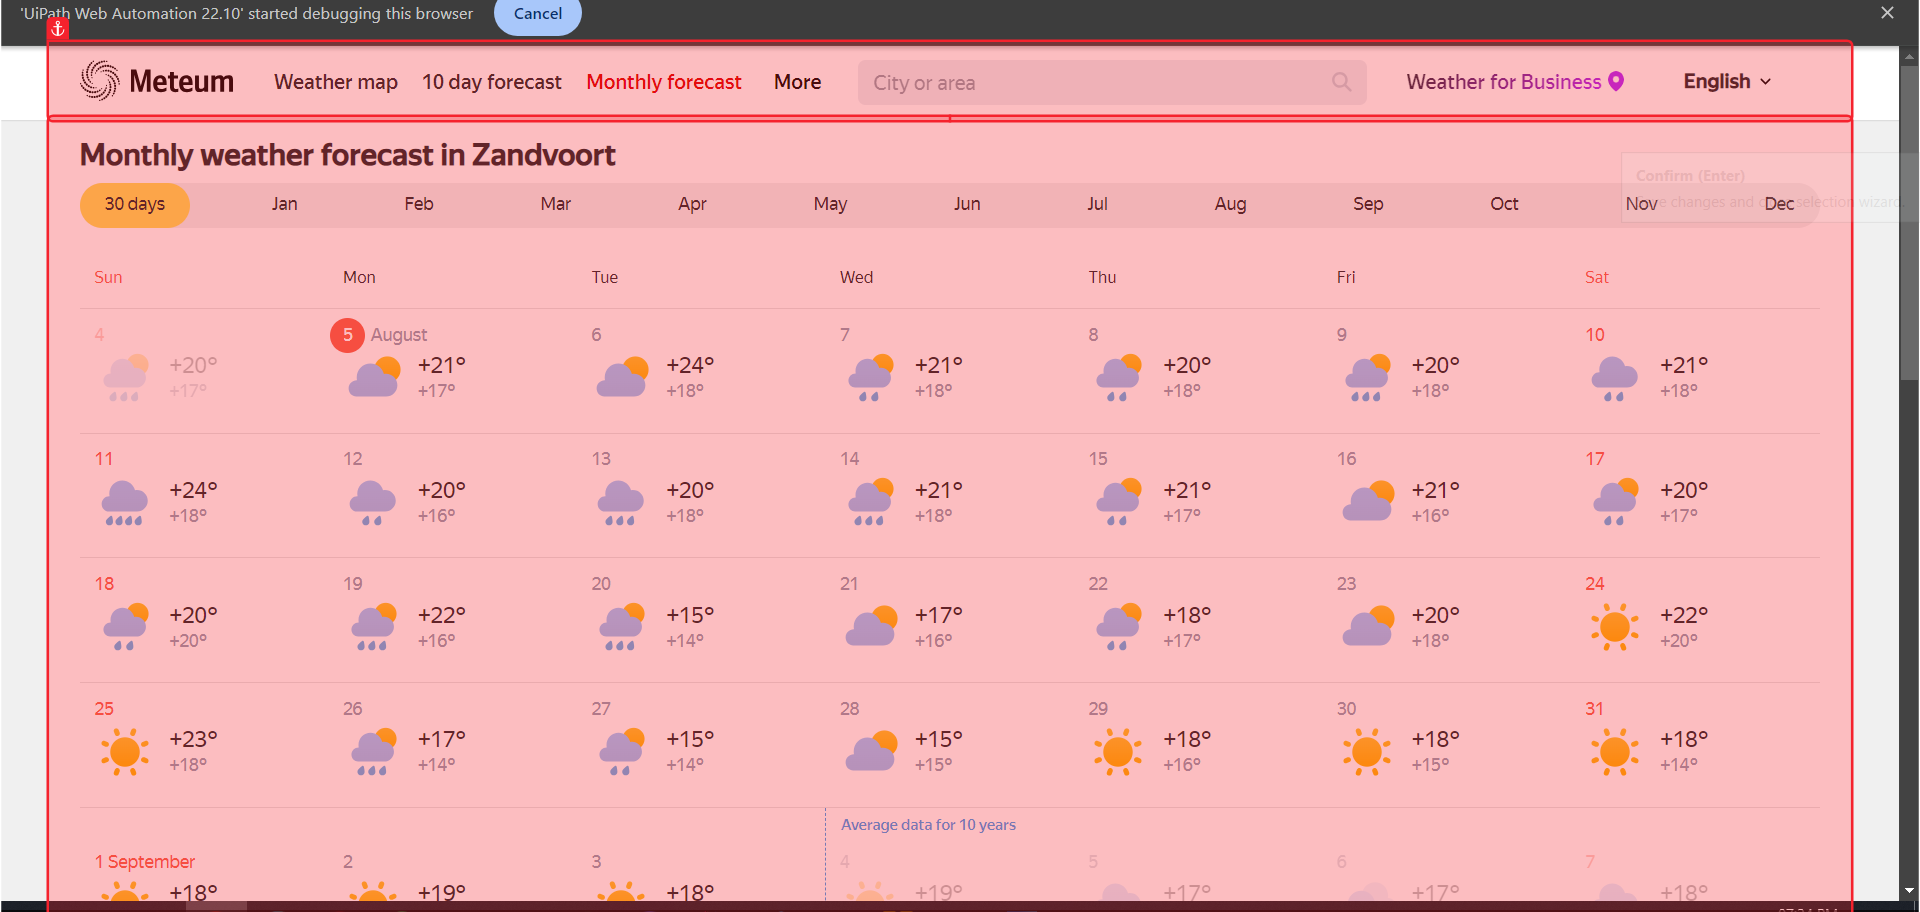 'UiPath Web Automation 22.10' started debugging this browser Cancel
Meteum Weather map 10 day forecast Monthly forecast More City or area Weather for Business English
Monthly weather forecast in Zandvoort
Confirm (Enter)
30 days Jan Feb Mar Apr May Jun Jul Aug Sep Oct Nov Dec
changes and selection wizard.
Sun Mon Tue Wed Thu Fri Sat
4 5 August 6 7 8 9 10
+20° +21° +24° +21° +20° +20° +21°
+17° +17° +18° +18° +18° +18° +18°
11 12 13 14 15 16 17
+24° +20° +20° +21° +21° +21° +20°
+18° +16° +18° +18° +17° +16° +17°
18 19 20 21 22 23 24
+20° +22° +15° +17° +18° +20° +22°
+20° +16° +14° +16° +17° +18° +20°
25 26 27 28 29 30 31
+23° +17° +15° +15° +18° +18° +18°
+18° +14° +14° +15° +16° +15° +14°
Average data for 10 years
1 September 2 3 4 5 6 7
+18° +19° +18° +19° +17° +17° +18°